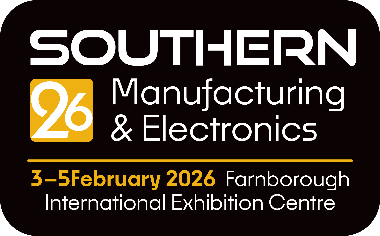 SOUTHERN
26
Manufacturing
& Electronics
3–5February 2026 Farnborough
International Exhibition Centre